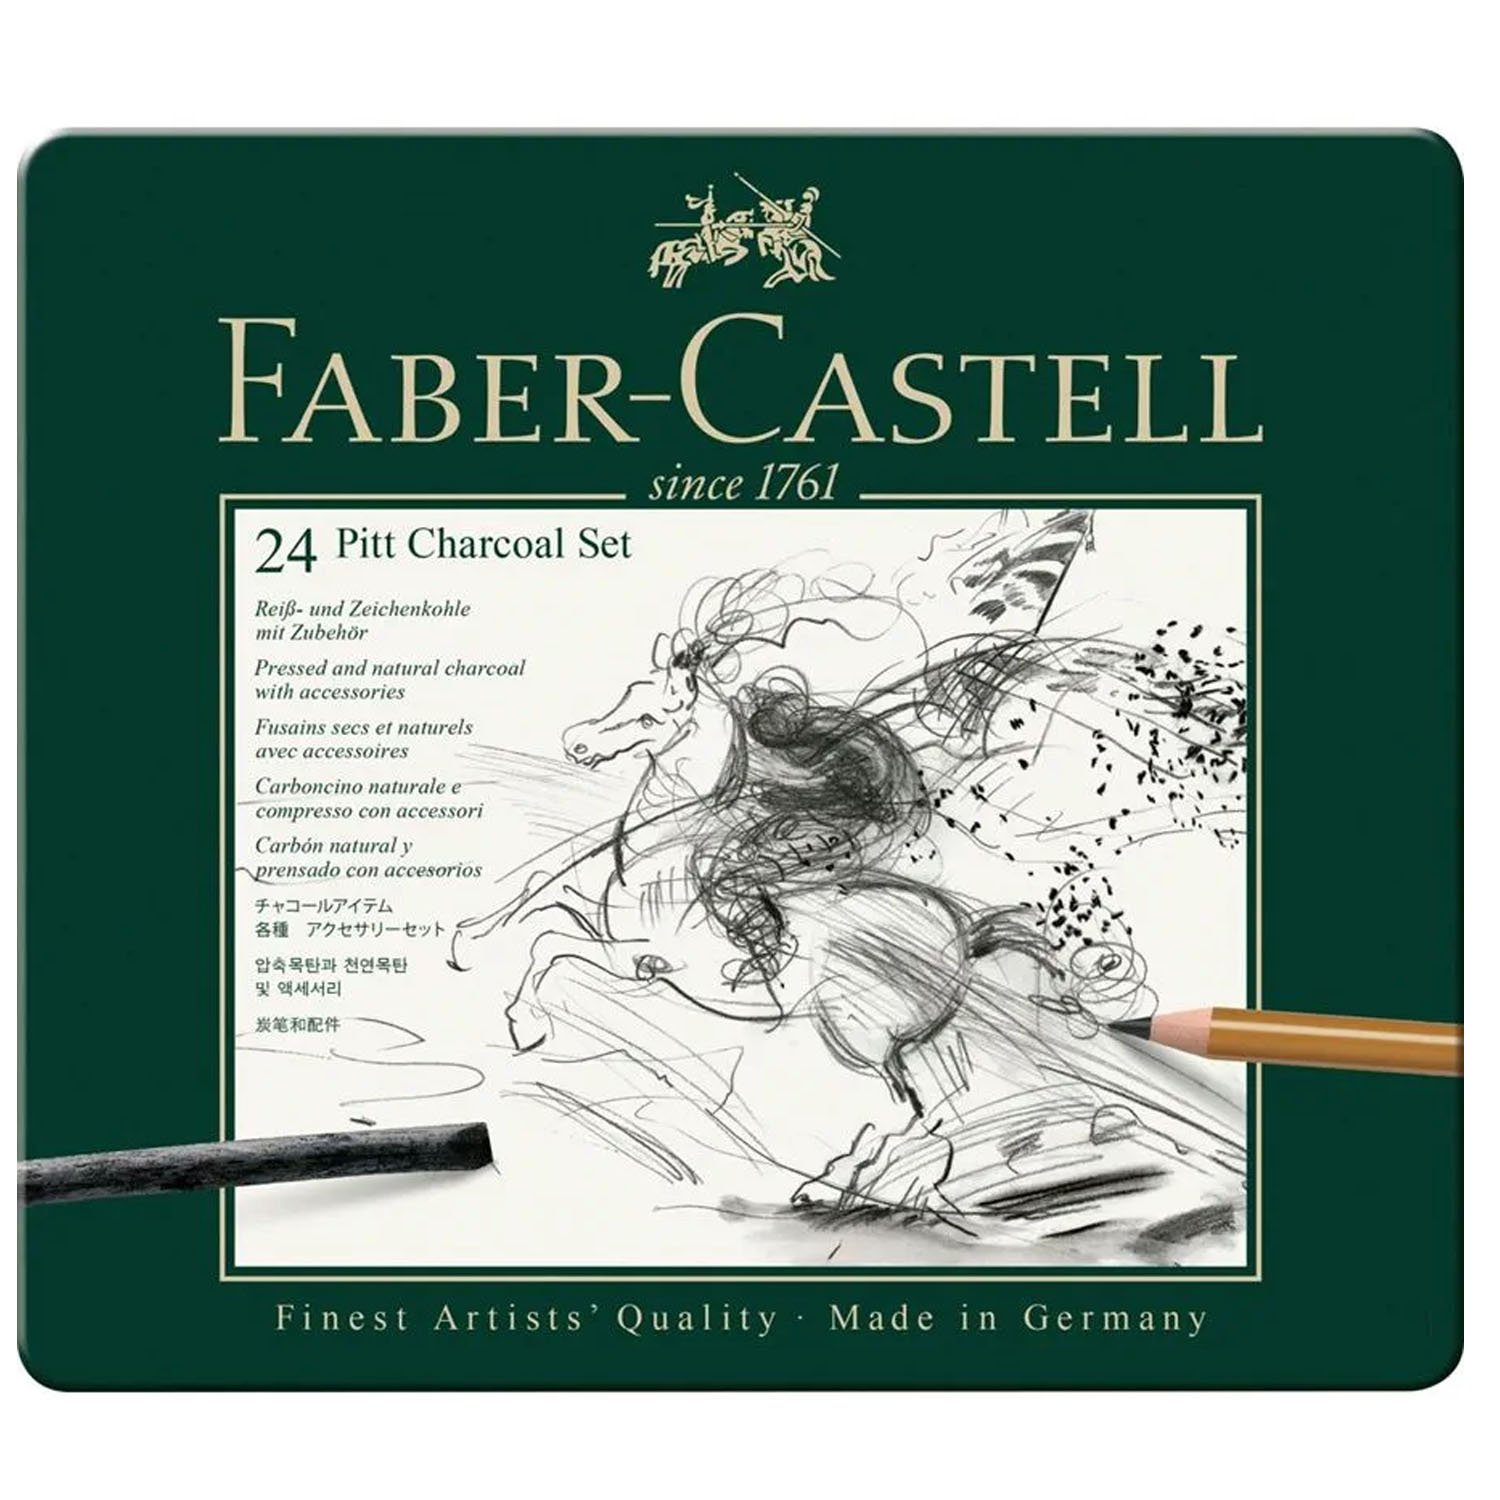 FABER-CASTELL
since 1761
24 Pitt Charcoal Set
Reiß- und Zeichenkohle
mit Zubehör
Pressed and natural charcoal
with accessories
Fusains secs et naturels
avec accessoires
Carboncino naturale e
compresso con accessori
Carbón natural y
prensado con accesorios
チャコールアイテム
各種　アクセサリーセット
압축목탄과 천연목탄
및 액세서리
炭笔和配件
Finest Artists’ Quality · Made in Germany